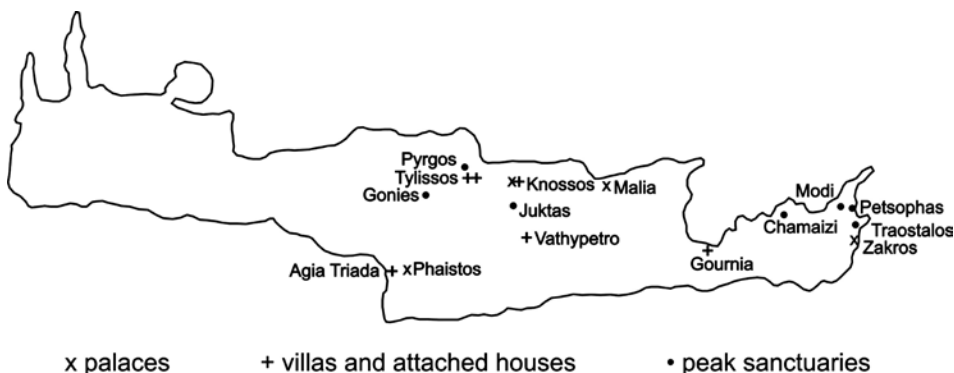 Pyrgos
Tylissos ++
Gonies
x+ Knossos
x Malia
Juktas
+ Vathypetro
Agia Triada +
xPhaistos
Modi
Petsophas
Chamaizi
Traostalos
x Zakros
+
Gournia
x palaces
+ villas and attached houses
• peak sanctuaries